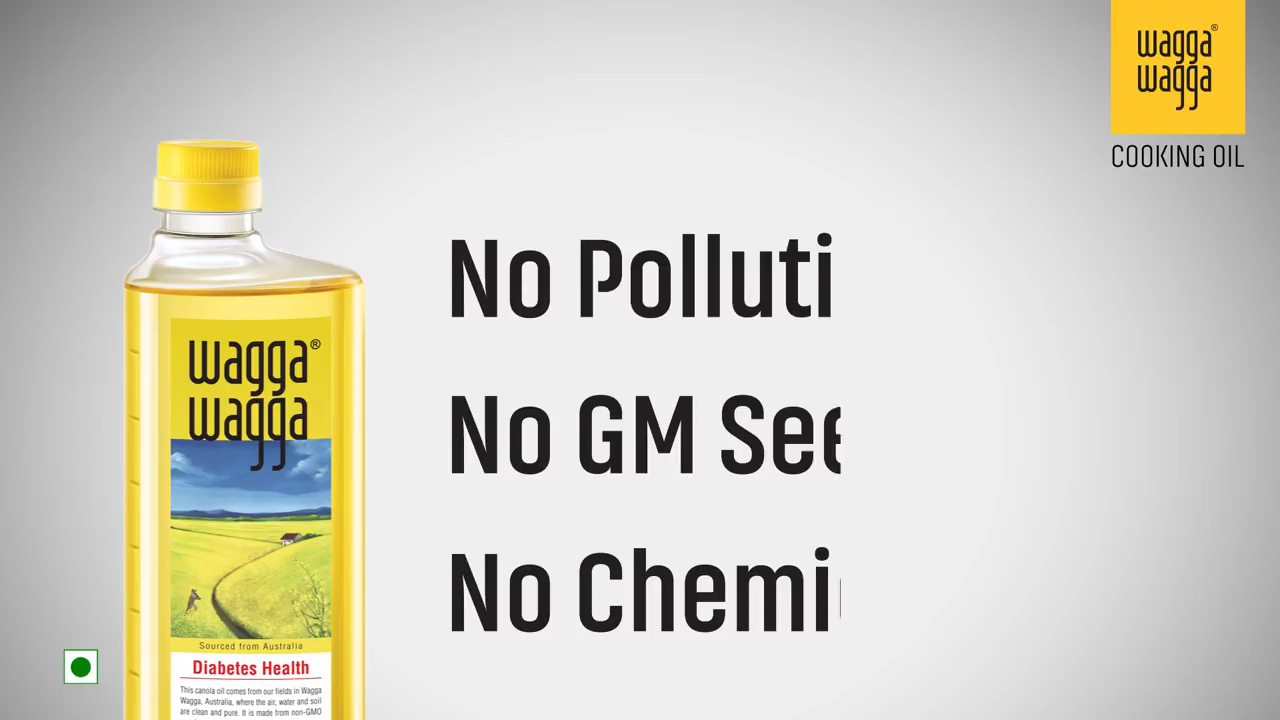 wagga®
wagga
COOKING OIL
No Polluti
No GM See
No Chemi
wagga®
wagga
Sourced from Australia
Diabetes Health
This canola oil comes from our fields in Wagga
Wagga, Australia, where the air, water and soil
are clean and pure. It is made from non-GMO